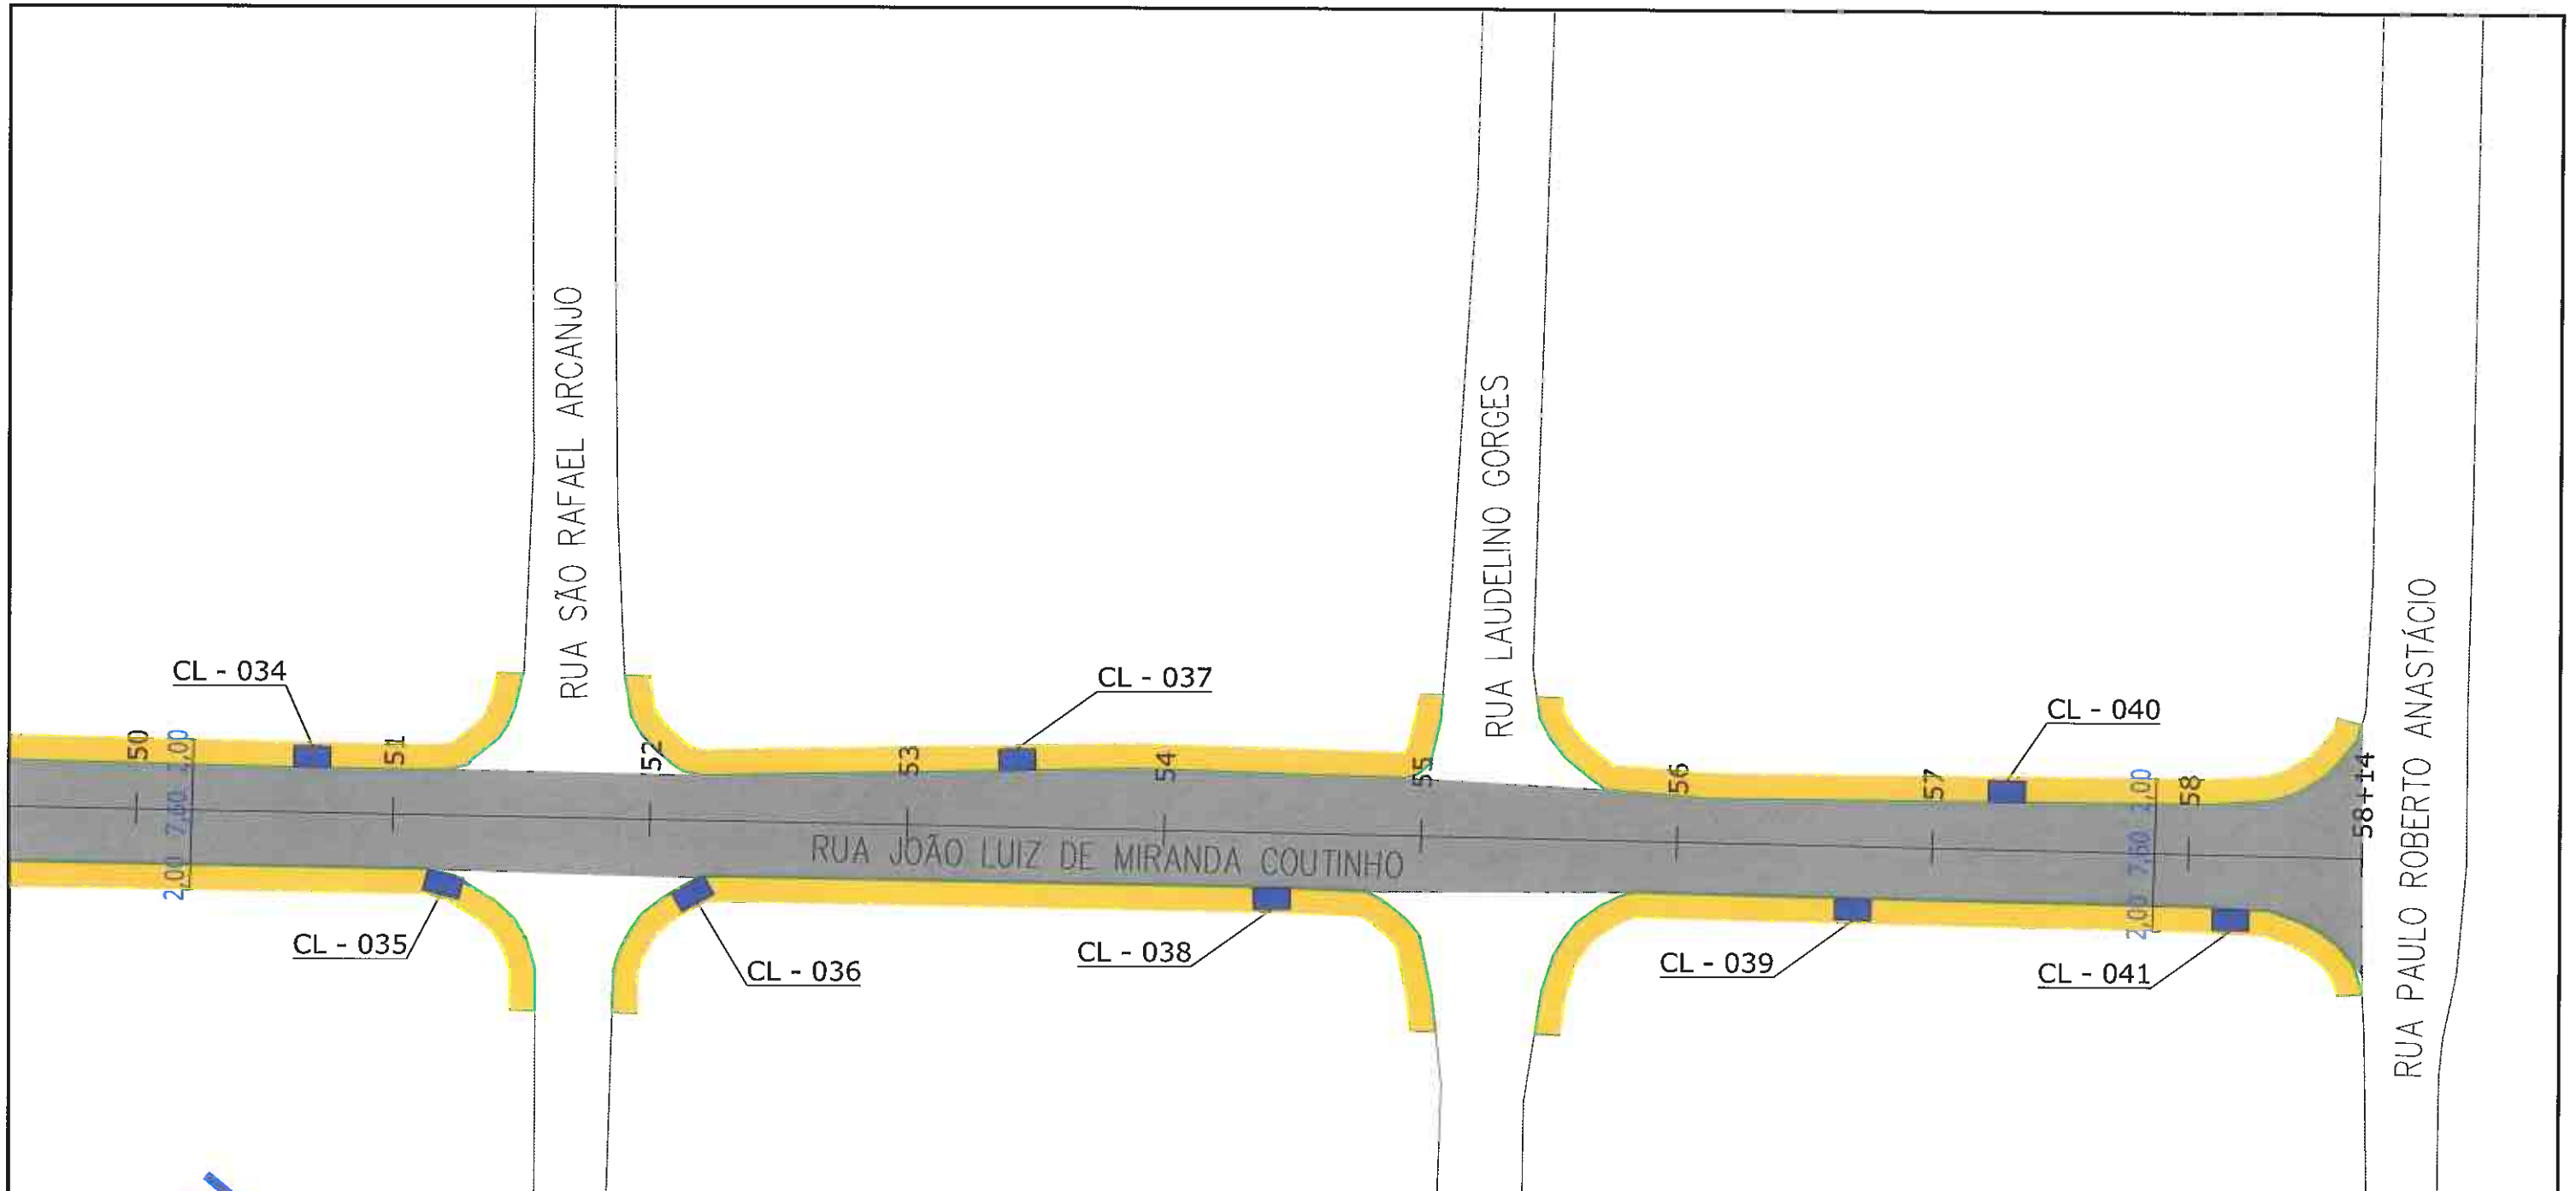 RUA SÃO RAFAEL ARCANJO
RUA LAUDELINO GORGES
RUA PAULO ROBERTO ANASTÁCIO
CL - 034
CL - 037
CL - 040
50
51
52
53
54
55
56
57
58
58+14
2,00
7,50
2,00
2,00
7,50
2,00
RUA JOÃO LUIZ DE MIRANDA COUTINHO
CL - 035
CL - 036
CL - 038
CL - 039
CL - 041